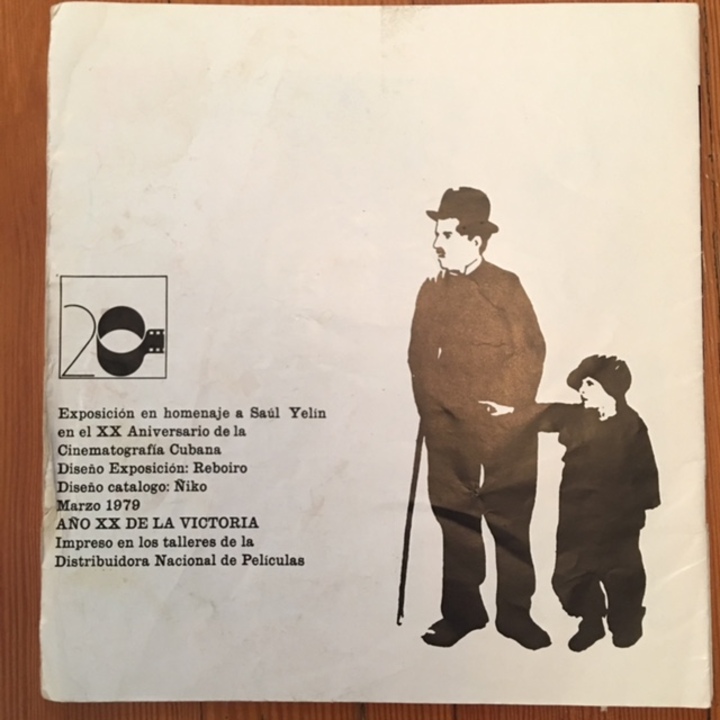 20
Exposición en homenaje a Saúl Yelin
en el XX Aniversario de la
Cinematografía Cubana
Diseño Exposición: Reboiro
Diseño catalogo: Ñiko
Marzo 1979
AÑO XX DE LA VICTORIA
Impreso en los talleres de la
Distribuidora Nacional de Películas